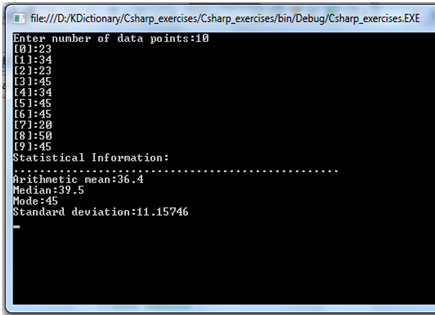 file:///D:/KDictionary/Csharp_exercises/Csharp_exercises/bin/Debug/Csharp_exercises.EXE
Enter number of data points:10
[0]:23
[1]:34
[2]:23
[3]:45
[4]:34
[5]:45
[6]:45
[7]:20
[8]:50
[9]:45
Statistical Information:
..................................................
Arithmetic mean:36.4
Median:39.5
Mode:45
Standard deviation:11.15746